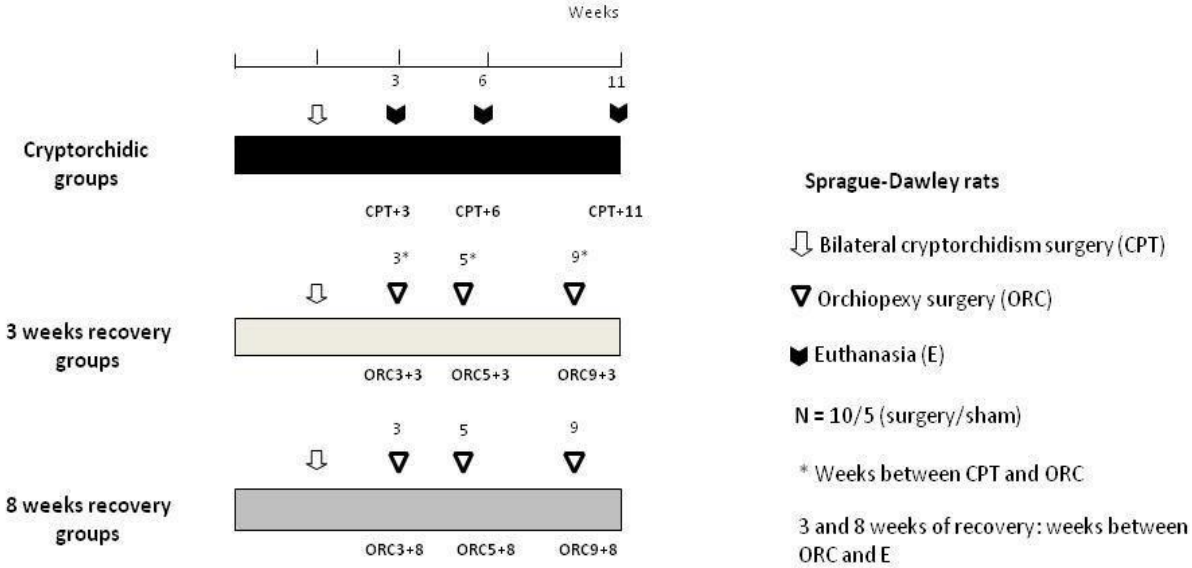 Weeks
3 6 11
Cryptorchidic
groups
CPT+3 CPT+6 CPT+11
3* 5* 9*
3 weeks recovery
groups
ORC3+3 ORC5+3 ORC9+3
3 5 9
8 weeks recovery
groups
ORC3+8 ORC5+8 ORC9+8
Sprague-Dawley rats
Bilateral cryptorchidism surgery (CPT)
Orchiopexy surgery (ORC)
Euthanasia (E)
N = 10/5 (surgery/sham)
* Weeks between CPT and ORC
3 and 8 weeks of recovery: weeks between
ORC and E